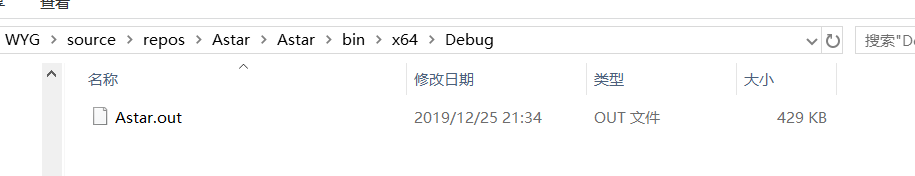 查看
WYG > source > repos > Astar > Astar > bin > x64 > Debug
搜索"De
名称 修改日期 类型 大小
Astar.out 2019/12/25 21:34 OUT 文件 429 KB